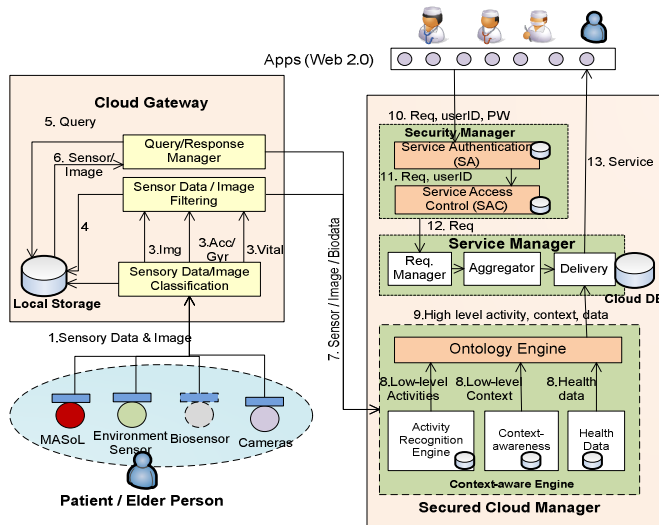 Apps (Web 2.0)
Cloud Gateway
5. Query
Query/Response
Manager
6. Sensor/
Image
Sensor Data / Image
Filtering
4
3.Img
3.Acc/
Gyr
3.Vital
Sensory Data/Image
Classification
Local Storage
1.Sensory Data & Image
MASoL
Environment
Sensor
Biosensor
Cameras
Patient / Elder Person
7. Sensor / Image / Biodata
10. Req, userID, PW
Security Manager
Service Authentication
(SA)
11. Req, userID
Service Access
Control (SAC)
13. Service
12. Req
Service Manager
Req.
Manager
Aggregator
Delivery
Cloud DB
9.High level activity, context, data
Ontology Engine
8,Low-level
Activities
8,Low-level
Context
8.Health
data
Activity
Recognition
Engine
Context-
awareness
Health
Data
Context-aware Engine
Secured Cloud Manager